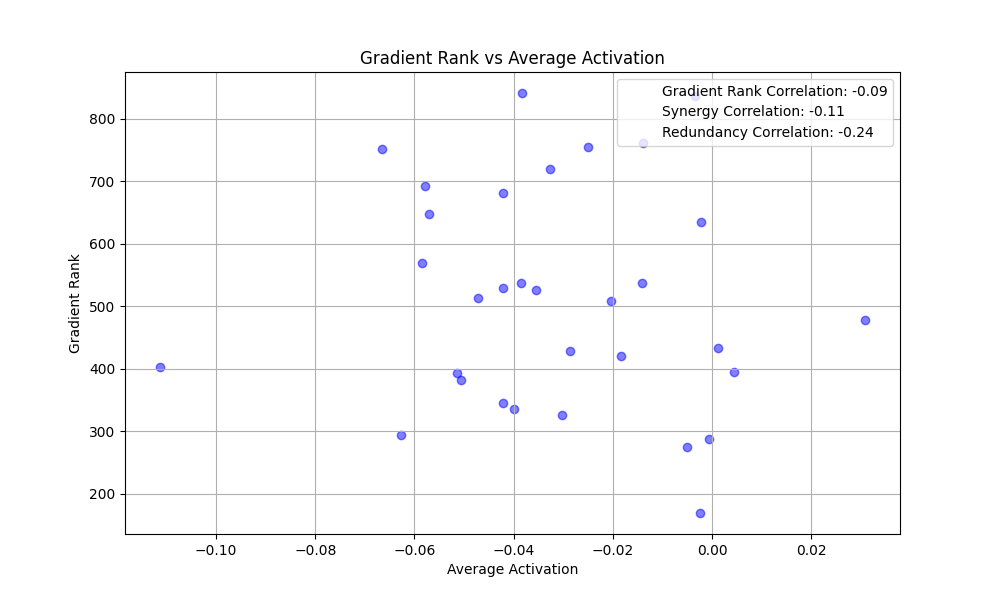 Gradient Rank vs Average Activation
Gradient Rank Correlation: -0.09
Synergy Correlation: -0.11
Redundancy Correlation: -0.24
800
700
600
500
400
300
200
Gradient Rank
−0.10
−0.08
−0.06
−0.04
−0.02
0.00
0.02
Average Activation